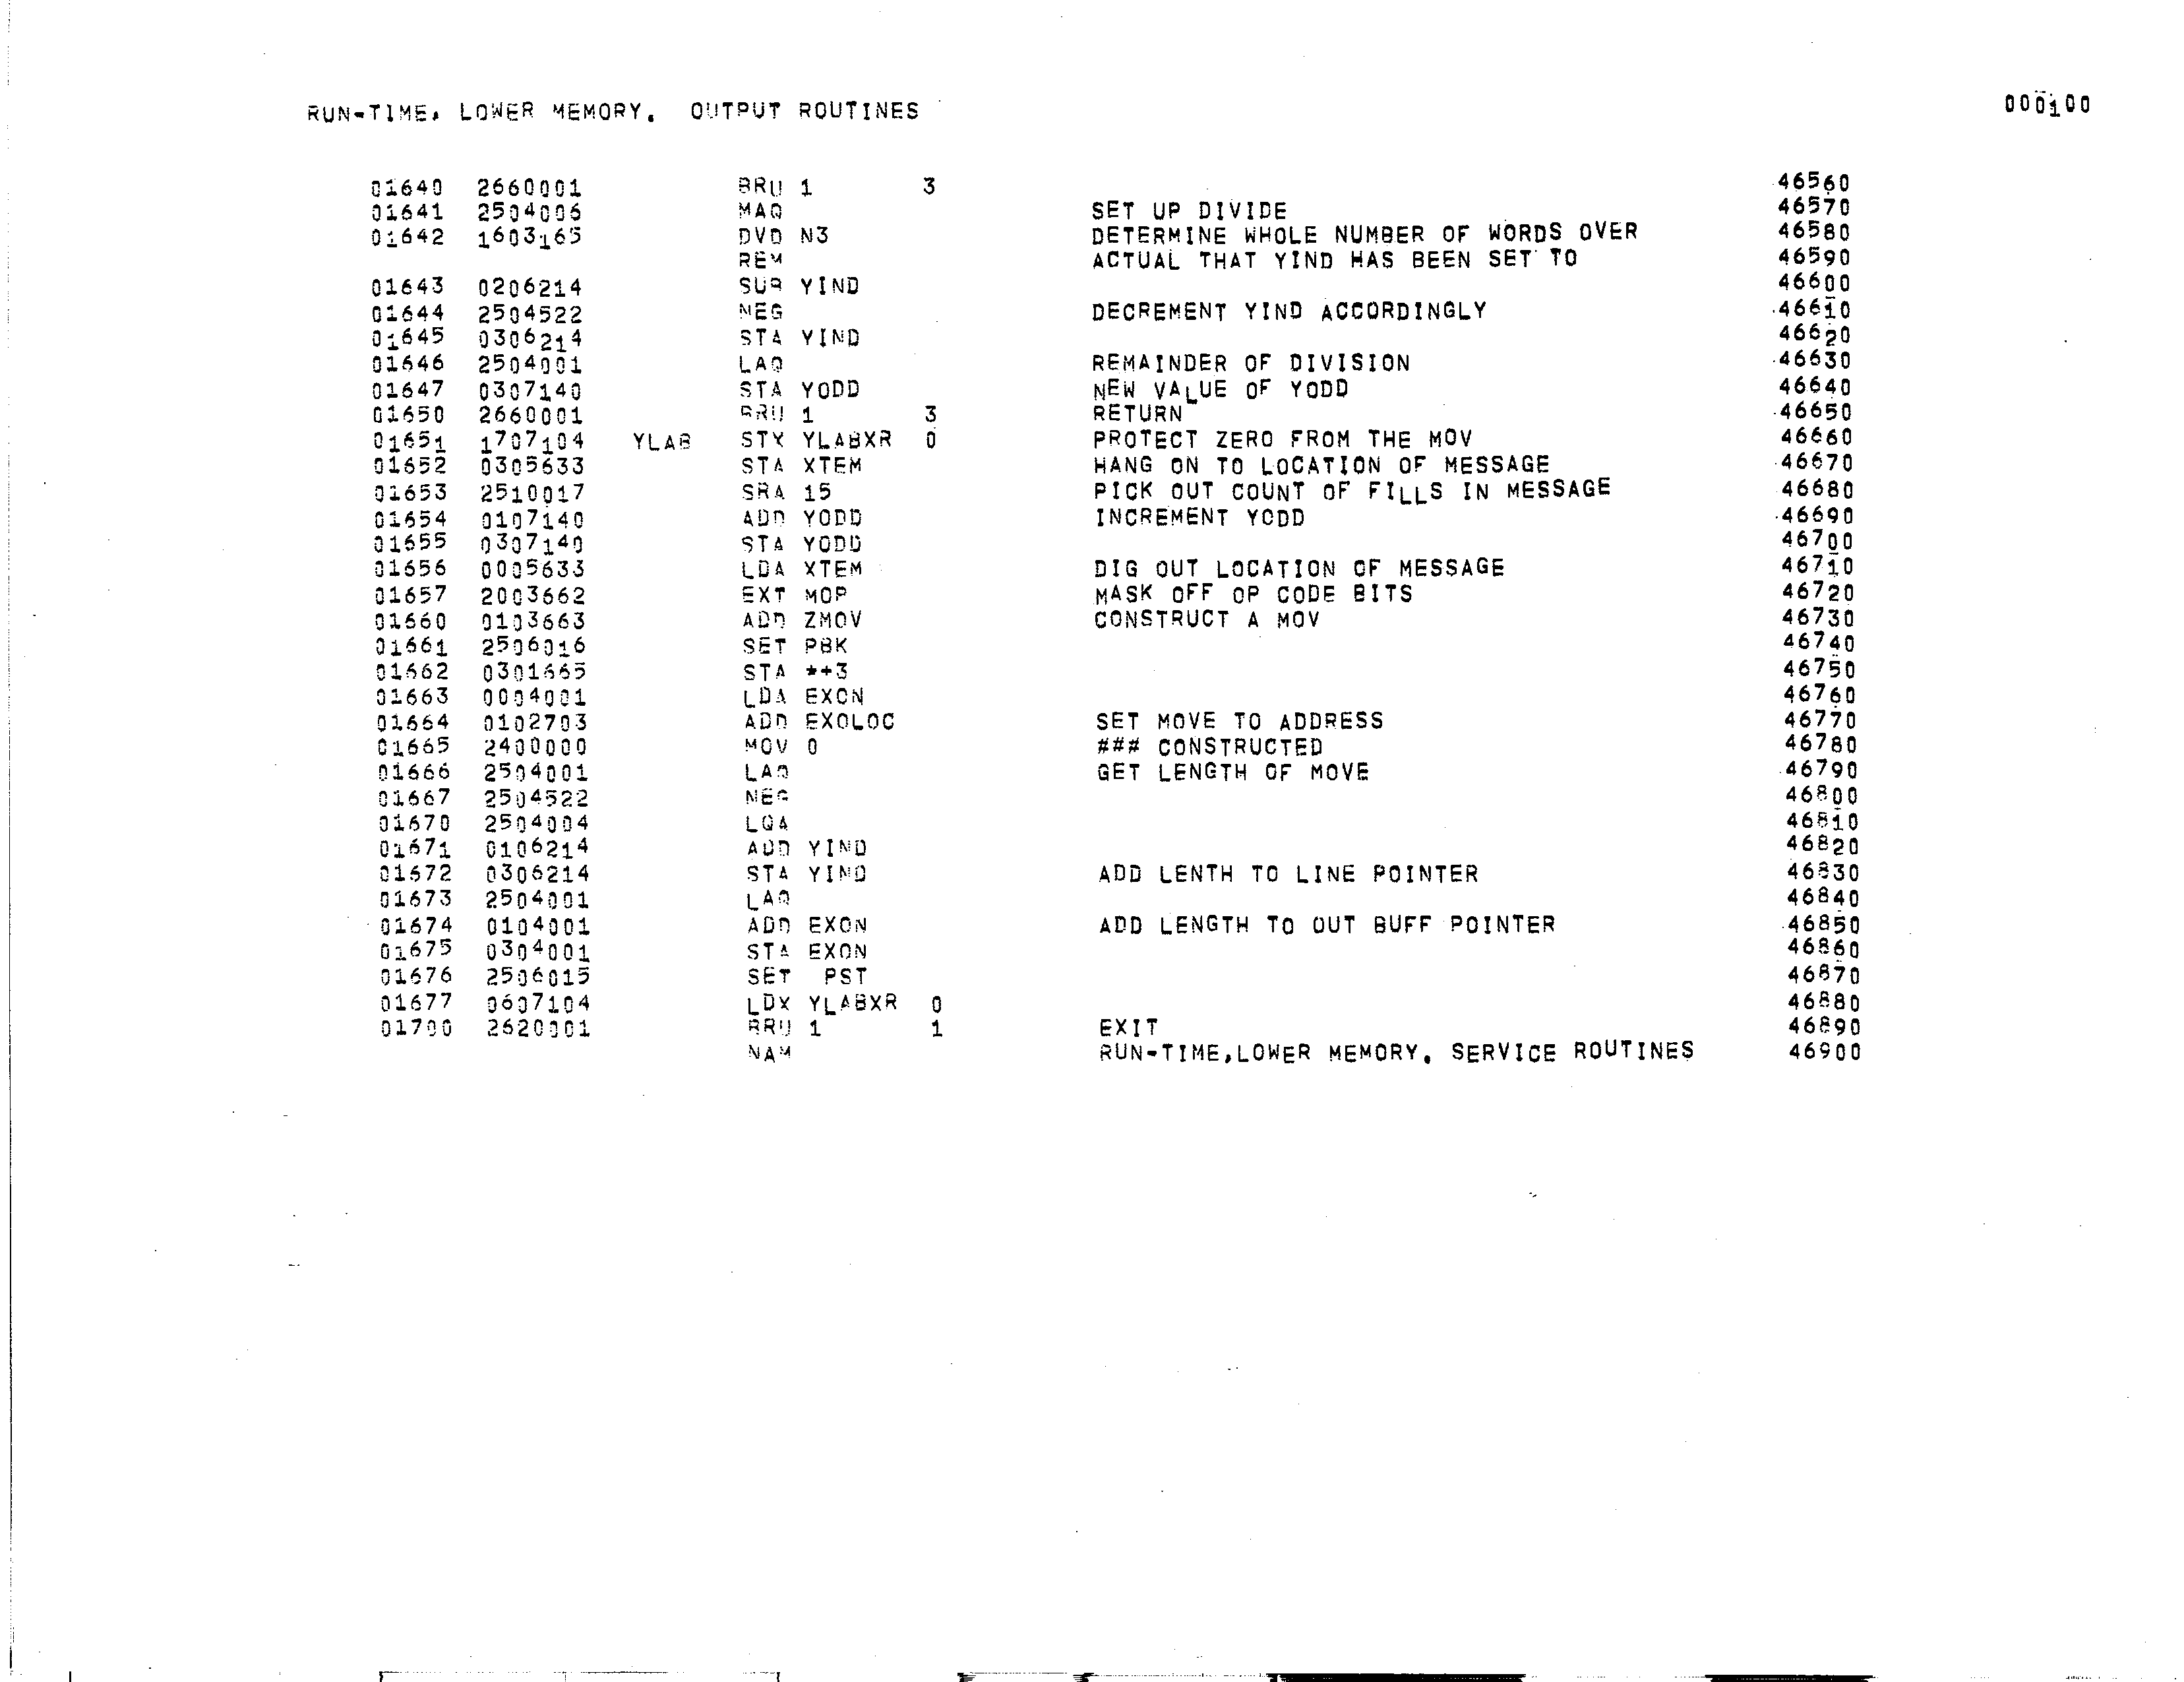 RUN-TIME, LOWER MEMORY. OUTPUT ROUTINES 000100
01640 2660001 BRU 1 3 46560
01641 2504006 MAQ SET UP DIVIDE 46570
01642 1603165 DVD N3 DETERMINE WHOLE NUMBER OF WORDS OVER 46580
REM ACTUAL THAT YIND HAS BEEN SET TO 46590
01643 0206214 SUB YIND 46600
01644 2504522 NEG DECREMENT YIND ACCORDINGLY 46610
01645 0306214 STA YIND 46620
01646 2504001 LAQ REMAINDER OF DIVISION 46630
01647 0307140 STA YODD NEW VALUE OF YODD 46640
01650 2660001 BRU 1 3 RETURN 46650
01651 1707104 YLAB STX YLABXR 0 PROTECT ZERO FROM THE MOV 46660
01652 0305633 STA XTEM HANG ON TO LOCATION OF MESSAGE 46670
01653 2510017 SRA 15 PICK OUT COUNT OF FILLS IN MESSAGE 46680
01654 0107140 ADD YODD INCREMENT YODD 46690
01655 0307140 STA YODD 46700
01656 0005633 LDA XTEM DIG OUT LOCATION OF MESSAGE 46710
01657 2003662 EXT MOP MASK OFF OP CODE BITS 46720
01660 0103663 ADD ZMOV CONSTRUCT A MOV 46730
01661 2506016 SET PBK 46740
01662 0301665 STA *+3 46750
01663 0004001 LDA EXON 46760
01664 0102703 ADD EXOLOC SET MOVE TO ADDRESS 46770
01665 2400000 MOV 0 ### CONSTRUCTED 46780
01666 2504001 LAQ GET LENGTH OF MOVE 46790
01667 2504522 NEG 46800
01670 2504004 LQA 46810
01671 0106214 ADD YIND 46820
01672 0306214 STA YIND ADD LENTH TO LINE POINTER 46830
01673 2504001 LAQ 46840
01674 0104001 ADD EXON ADD LENGTH TO OUT BUFF POINTER 46850
01675 0304001 STA EXON 46860
01676 2506015 SET PST 46870
01677 0607104 LDX YLABXR 0 46880
01700 2620001 BRU 1 1 EXIT 46890
NAM RUN-TIME,LOWER MEMORY. SERVICE ROUTINES 46900